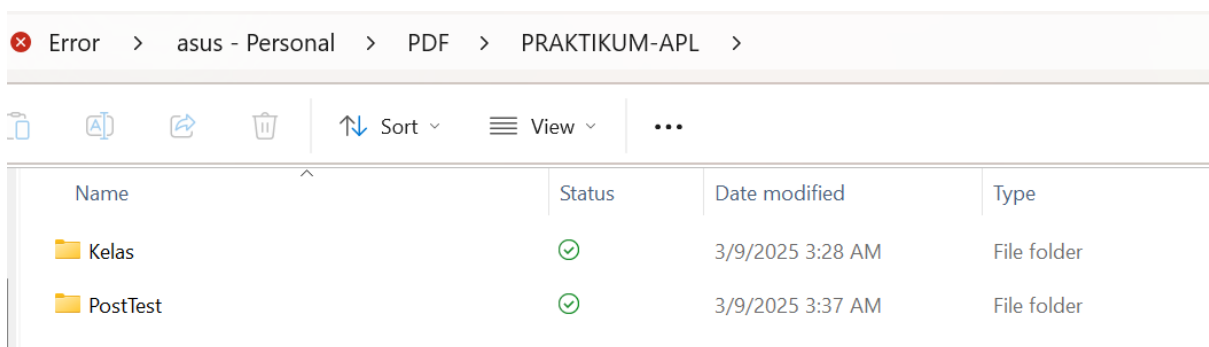 Error > asus - Personal > PDF > PRAKTIKUM-APL >
A Sort View ...
Name Status Date modified Type
Kelas 3/9/2025 3:28 AM File folder
PostTest 3/9/2025 3:37 AM File folder